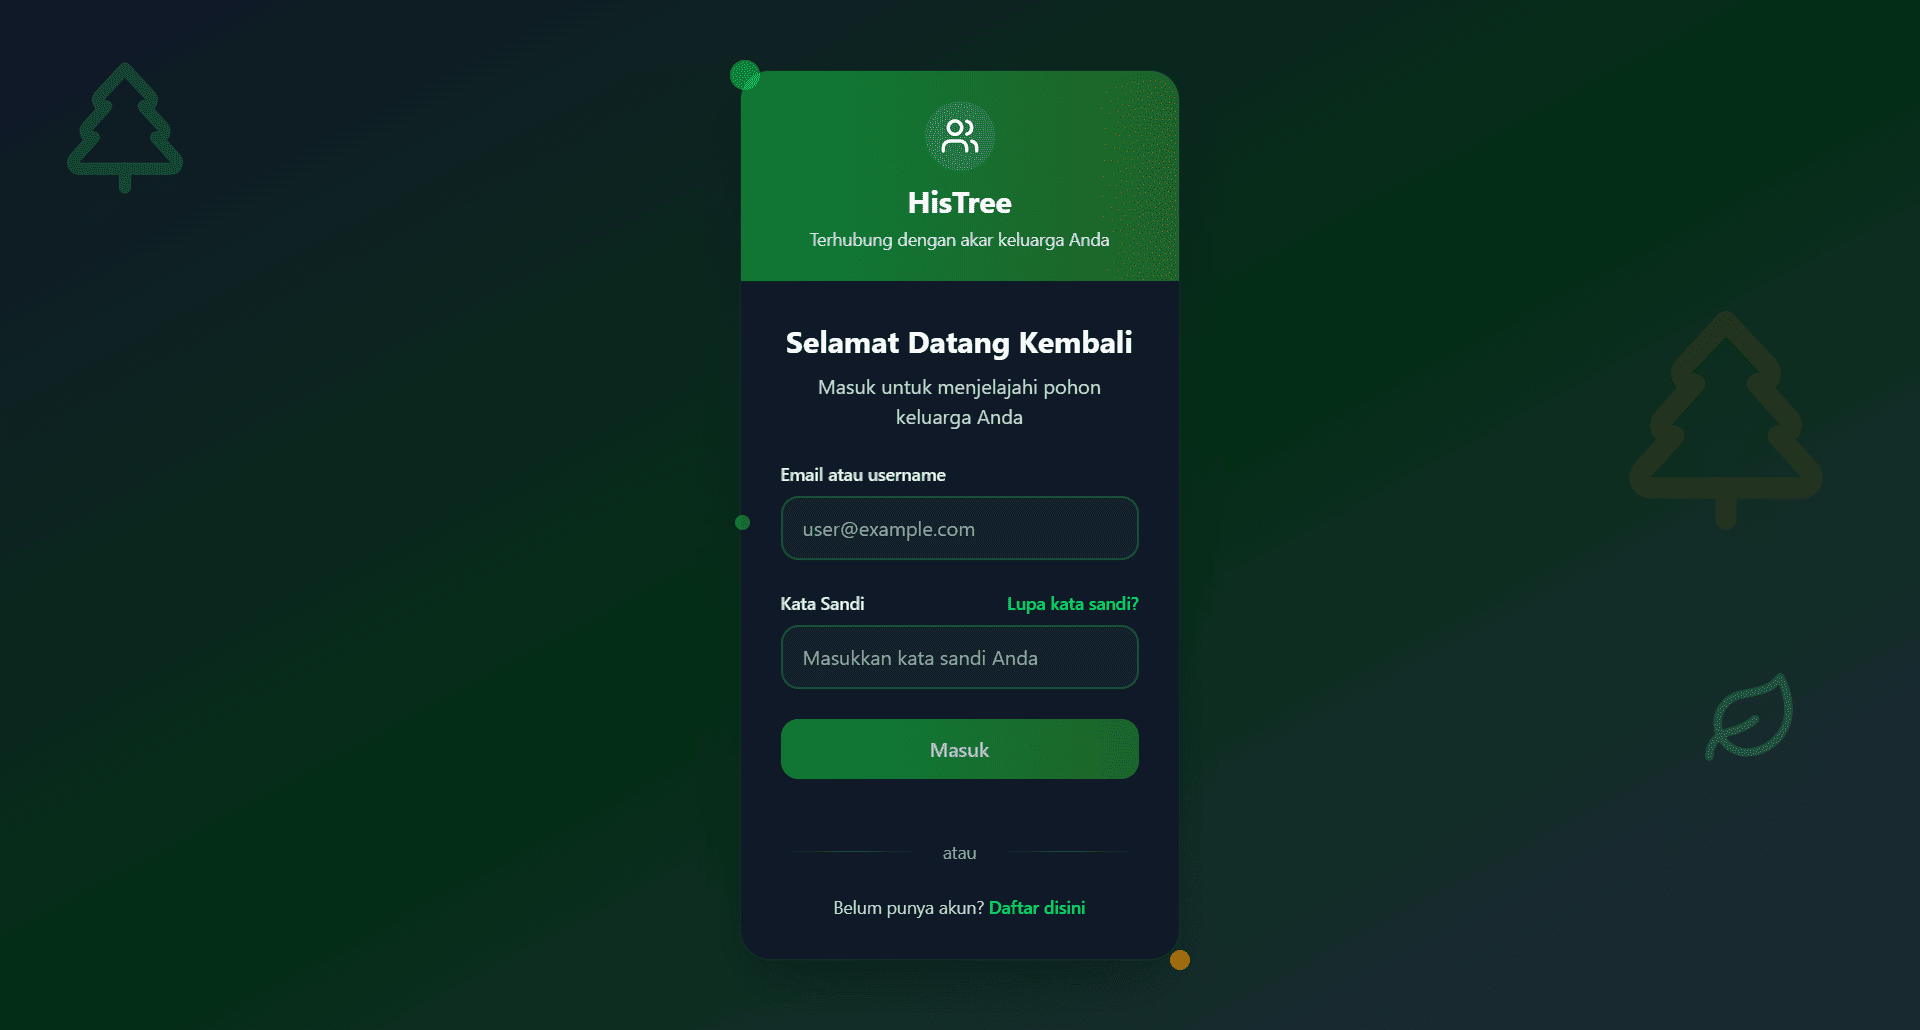 HisTree
Terhubung dengan akar keluarga Anda
Selamat Datang Kembali
Masuk untuk menjelajahi pohon
keluarga Anda
Email atau username
user@example.com
Kata Sandi
Lupa kata sandi?
Masukkan kata sandi Anda
Masuk
atau
Belum punya akun? Daftar disini